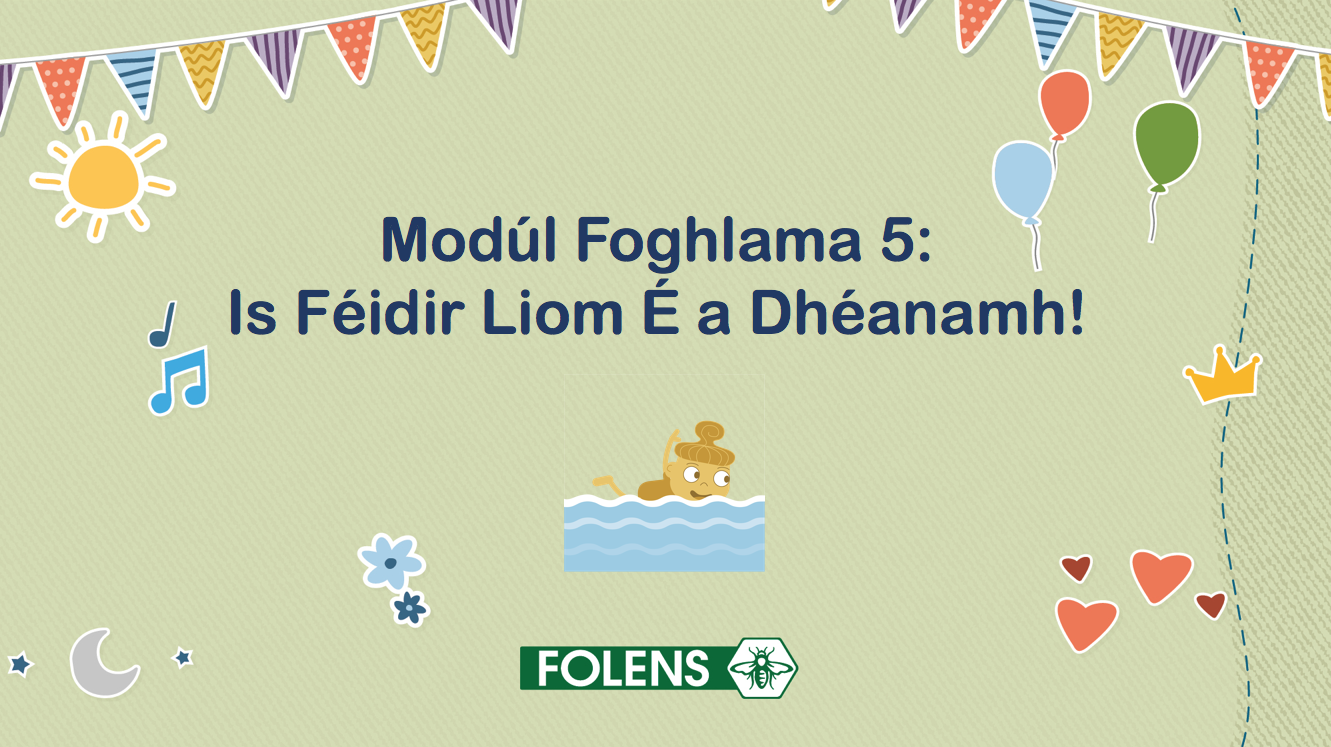 Modúl Foghlama 5:
Is Féidir Liom É a Dhéanamh!
FOLENS